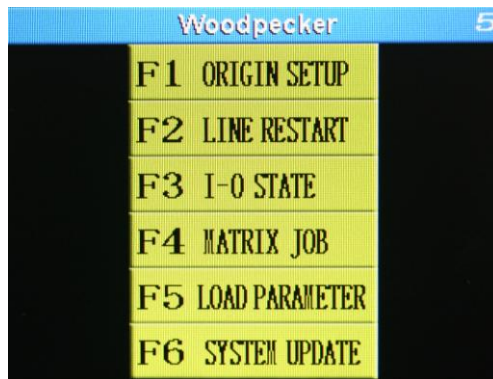 Woodpecker 5
F1 ORIGIN SETUP
F2 LINE RESTART
F3 I-O STATE
F4 MATRIX JOB
F5 LOAD PARAMETER
F6 SYSTEM UPDATE